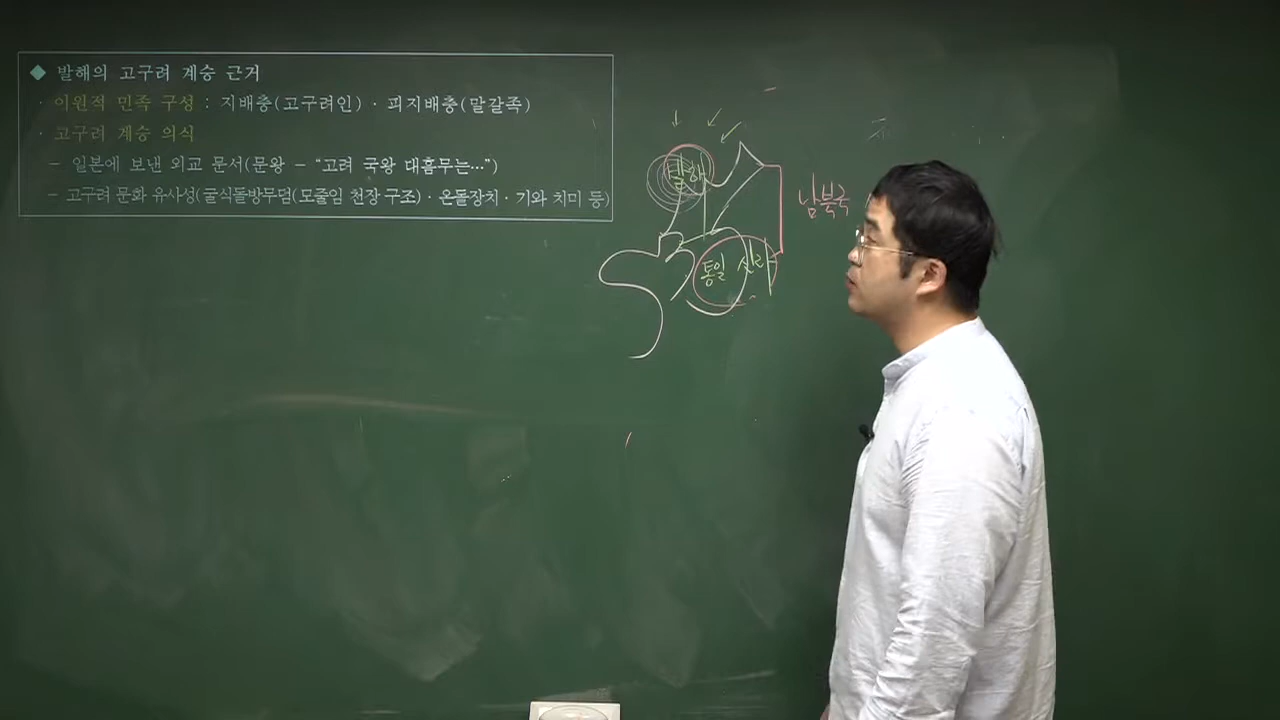 ◆ 발해의 고구려 계승 근거
· 이원적 민족 구성 : 지배층(고구려인) · 피지배층(말갈족)
· 고구려 계승 의식
- 일본에 보낸 외교 문서(문왕 - “고려 국왕 대흠무는…”)
- 고구려 문화 유사성(굴식돌방무덤(모줄임 천장 구조) · 온돌장치 · 기와 치미 등)
발해
남북국
통일 신라